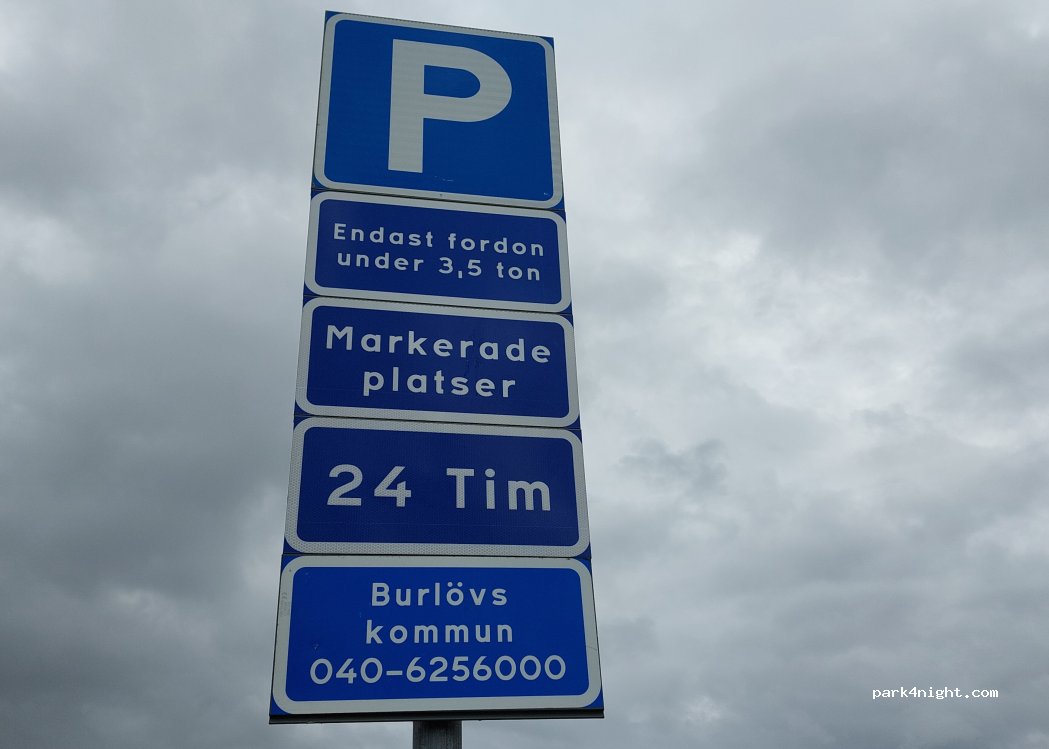 P
Endast fordon
under 3,5 ton
Markerade
platser
24 Tim
Burlövs
kommun
040-6256000
park4night.com